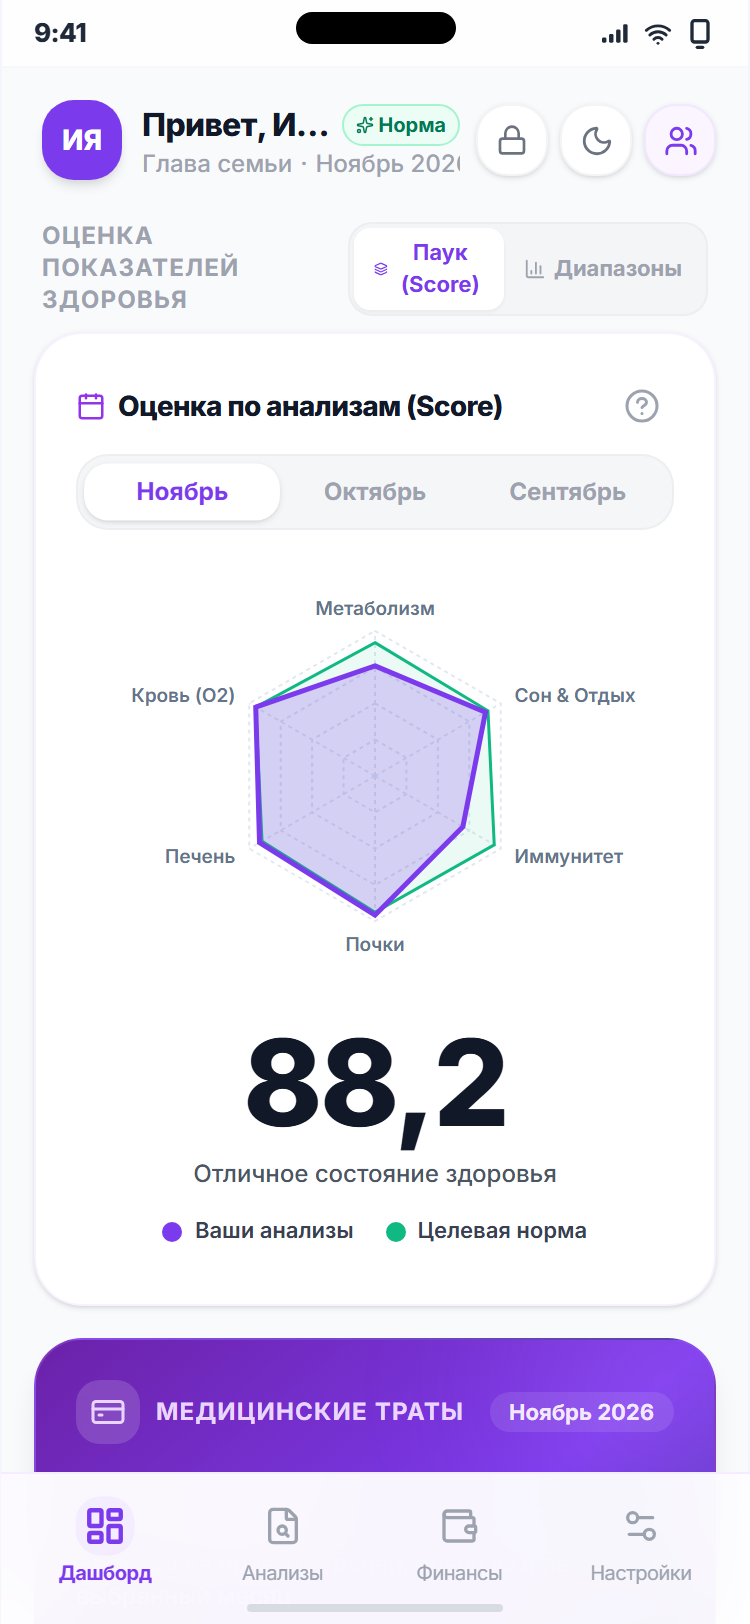 9:41
ИЯ
Привет, И...
Норма
Глава семьи · Ноябрь 202
ОЦЕНКА
ПОКАЗАТЕЛЕЙ
ЗДОРОВЬЯ
Паук
(Score)
Диапазоны
Оценка по анализам (Score)
Ноябрь
Октябрь
Сентябрь
Метаболизм
Кровь (O2)
Сон & Отдых
Печень
Иммунитет
Почки
88,2
Отличное состояние здоровья
Ваши анализы
Целевая норма
МЕДИЦИНСКИЕ ТРАТЫ
Ноябрь 2026
Дашборд
Анализы
Финансы
Настройки